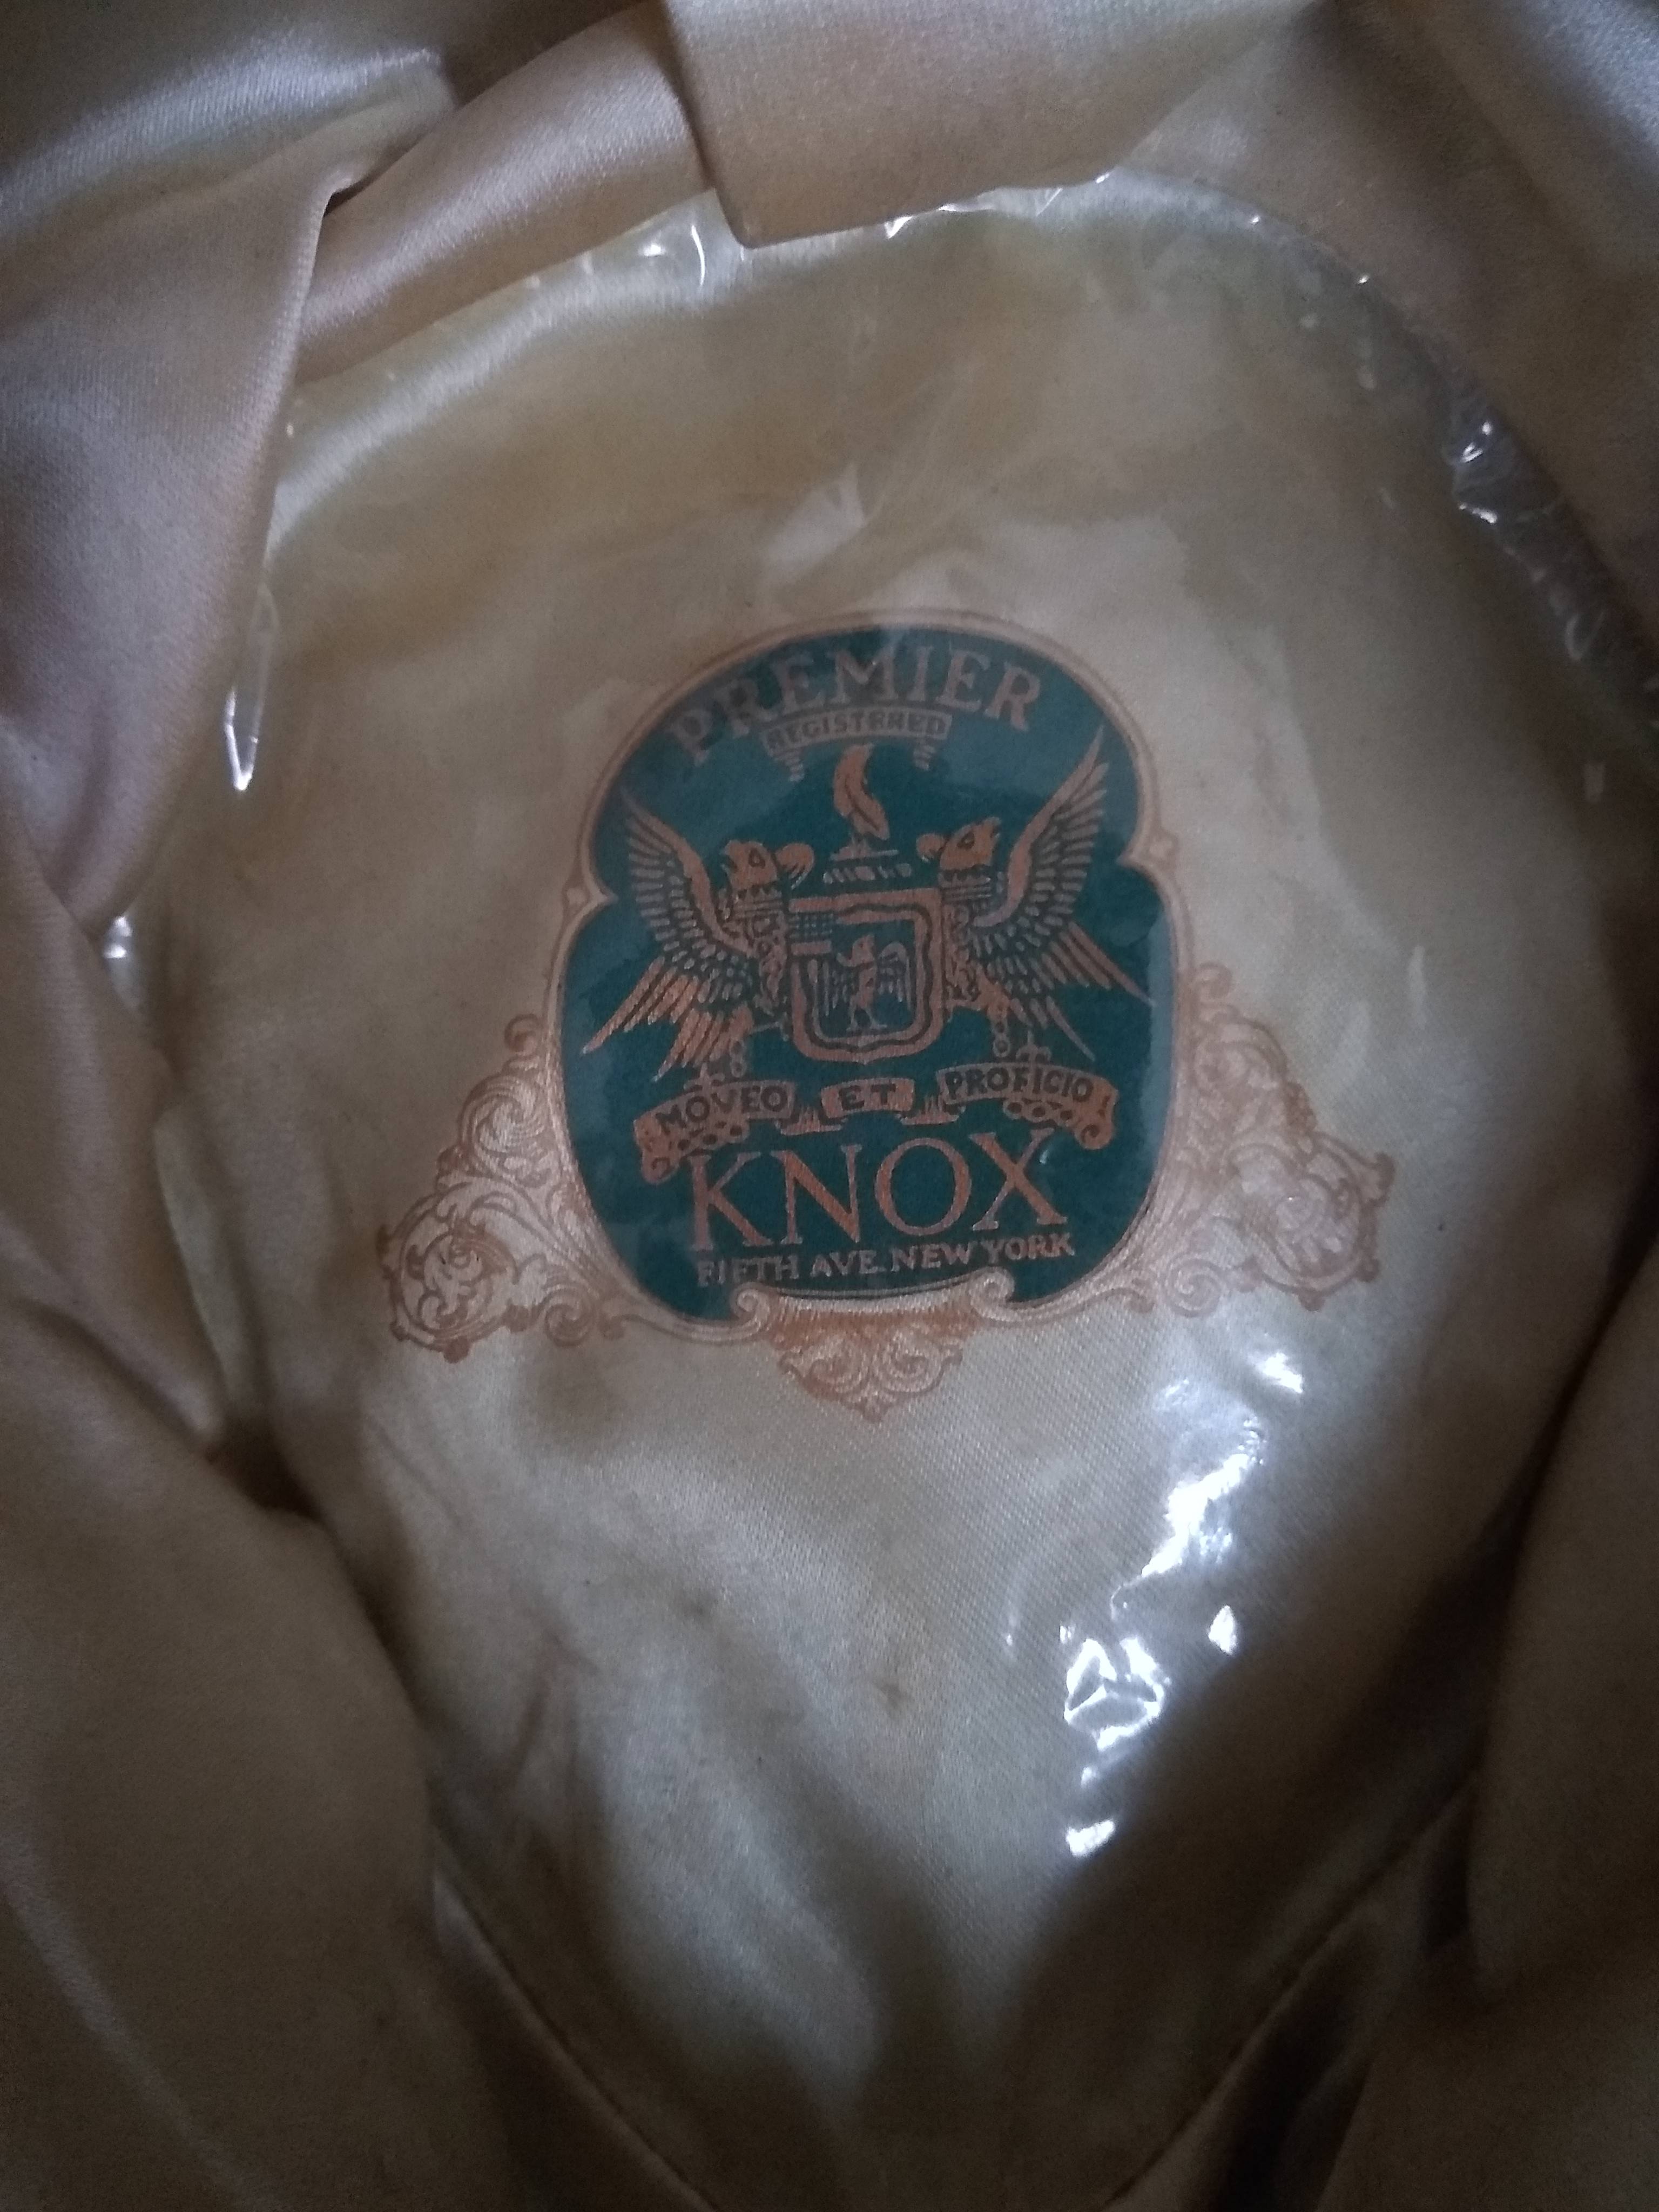 PREMIER
REGISTERED
MOVEO ET PROFICIO
KNOX
FIFTH AVE. NEW YORK